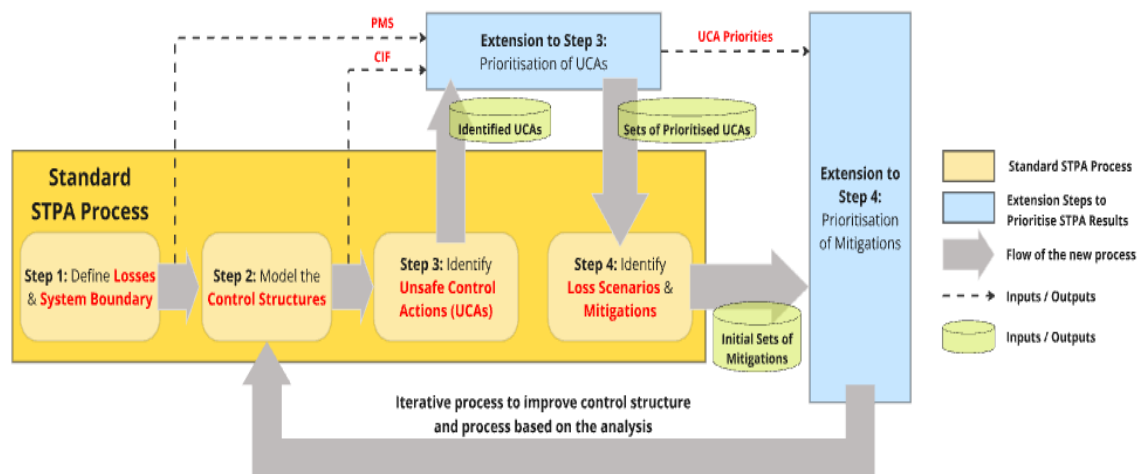 PMS
CIF
Extension to Step 3:
Prioritisation of UCAs
UCA Priorities
Identified UCAs
Sets of Prioritised UCAs
Standard
STPA Process
Step 1: Define Losses
& System Boundary
Step 2: Model the
Control Structures
Step 3: Identify
Unsafe Control
Actions (UCAs)
Step 4: Identify
Loss Scenarios &
Mitigations
Initial Sets of
Mitigations
Extension to
Step 4:
Prioritisation
of Mitigations
Iterative process to improve control structure
and process based on the analysis
Standard STPA Process
Extension Steps to
Prioritise STPA Results
Flow of the new process
Inputs / Outputs
Inputs / Outputs